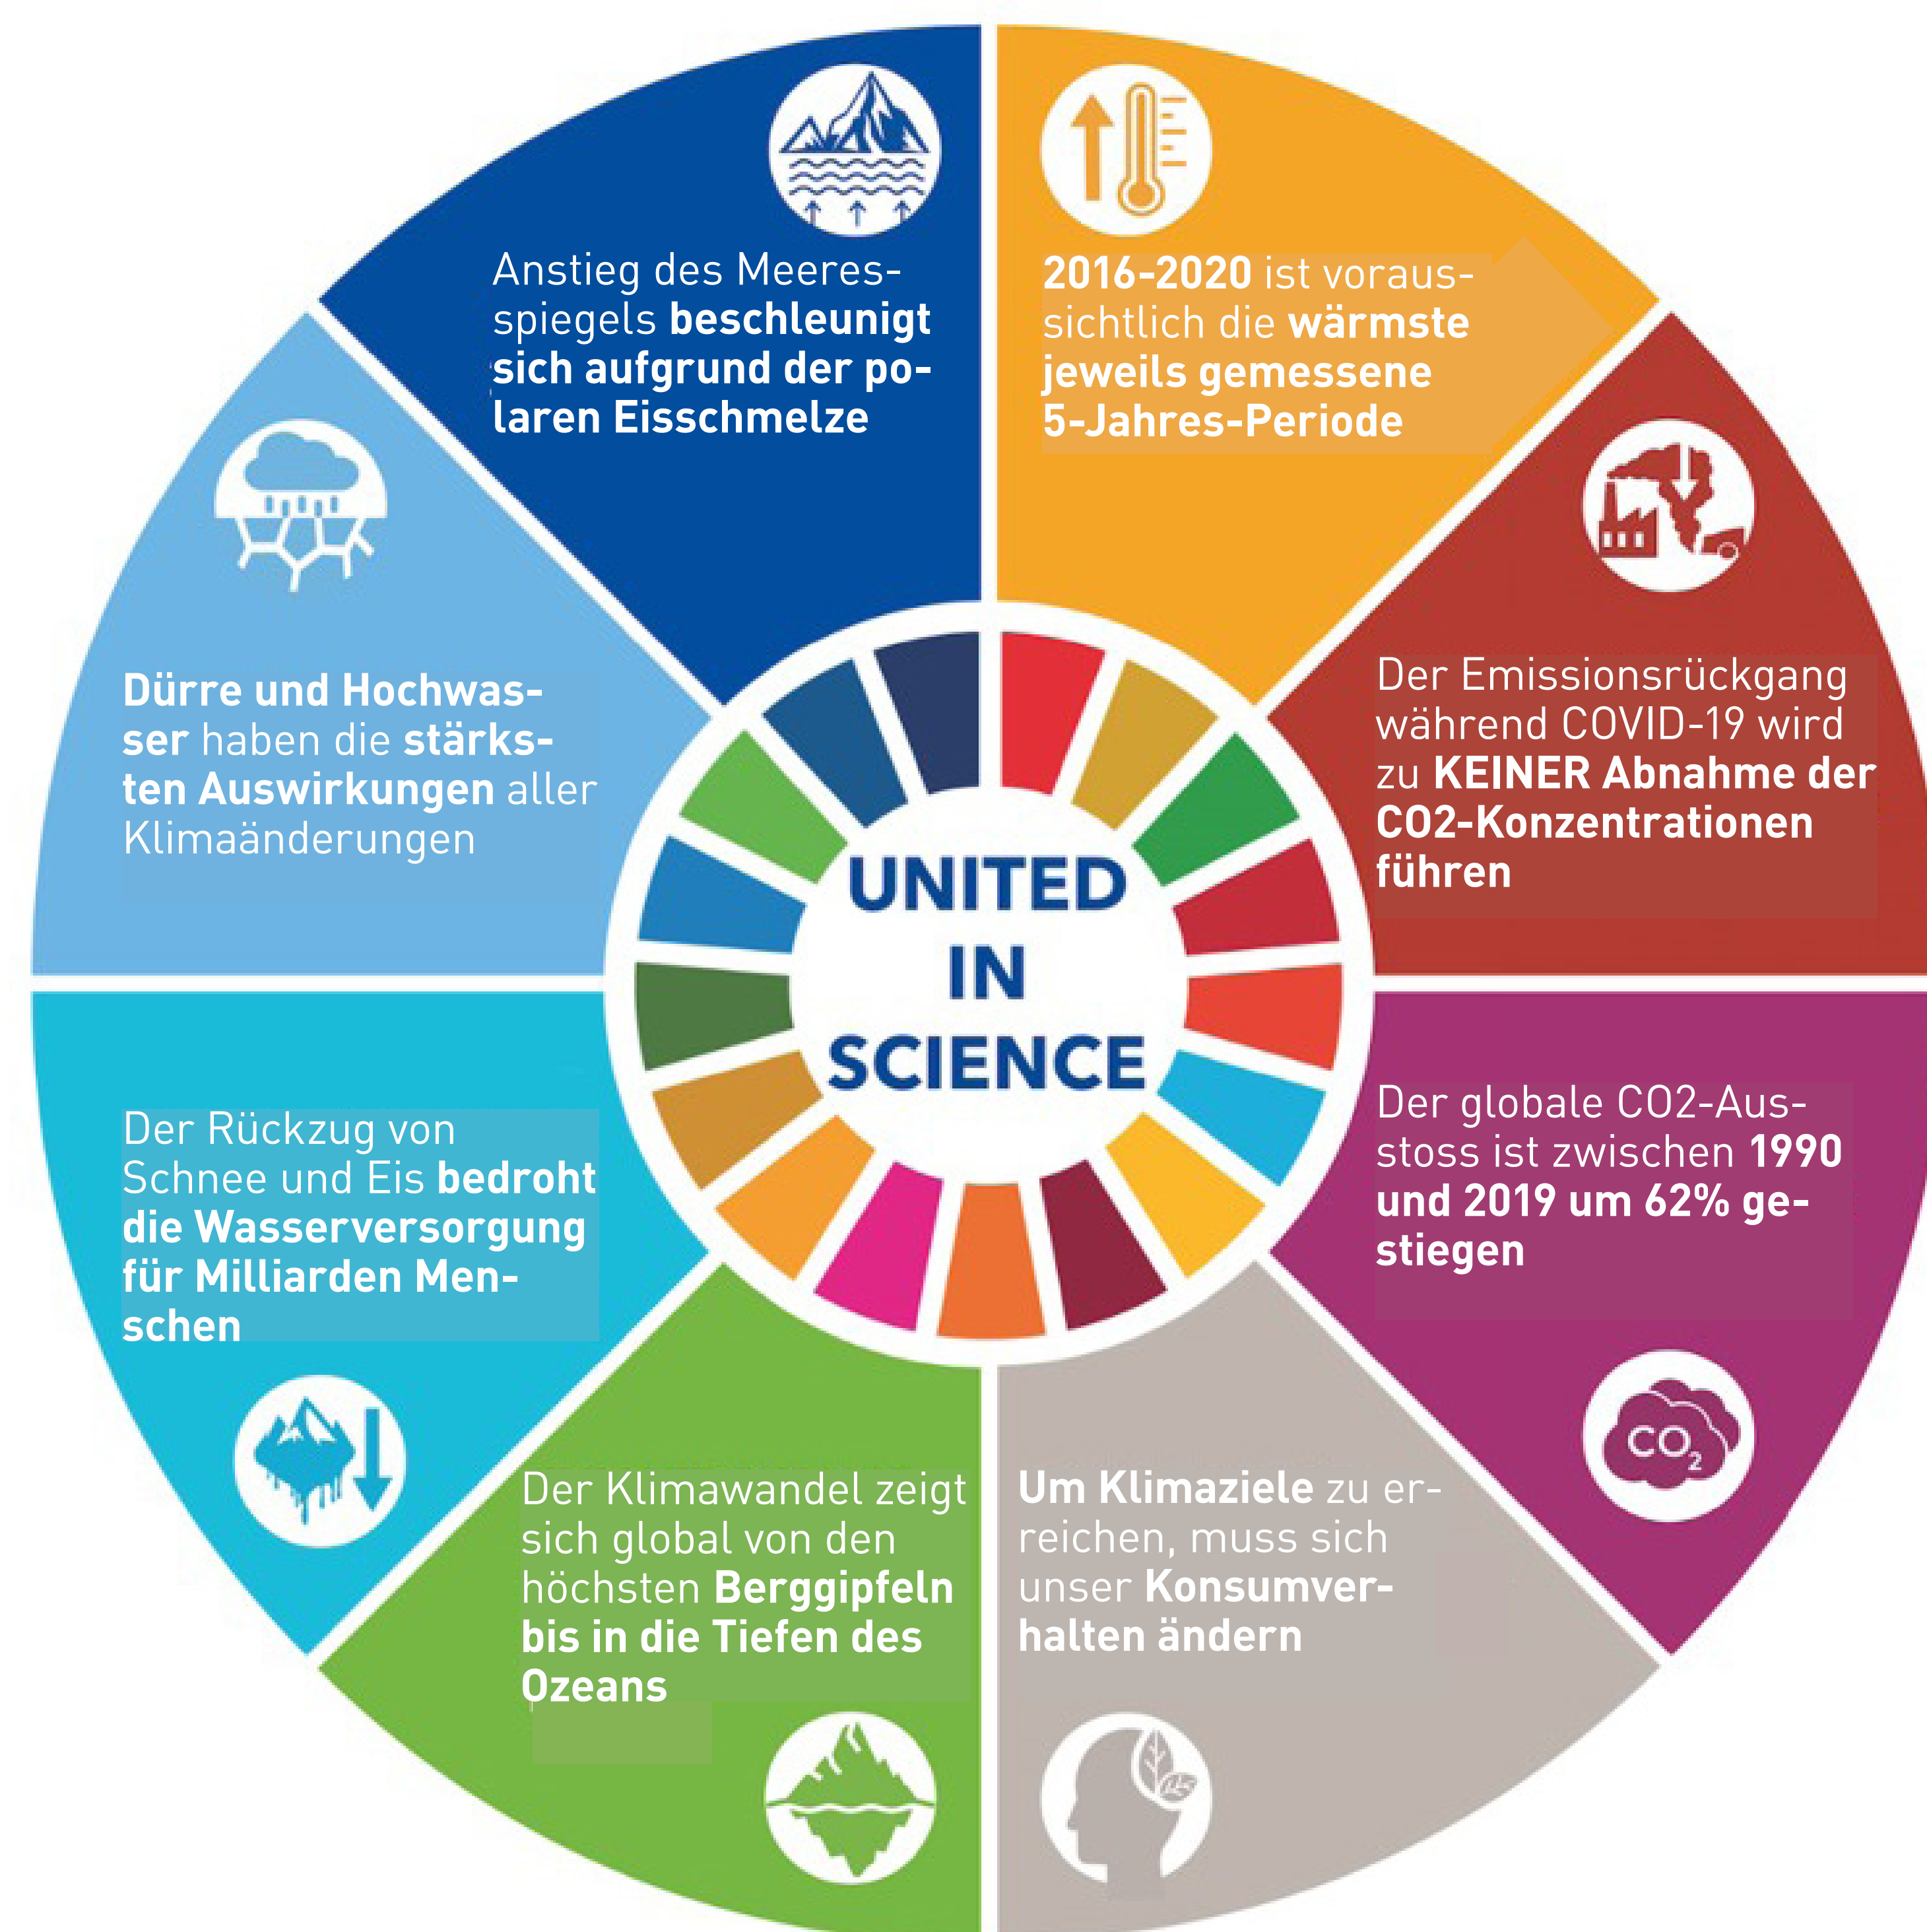 Anstieg des Meeres-
spiegels beschleunigt
sich aufgrund der po-
laren Eisschmelze
2016-2020 ist voraus-
sichtlich die wärmste
jeweils gemessene
5-Jahres-Periode
Der Emissionsrückgang
während COVID-19 wird
zu KEINER Abnahme der
CO2-Konzentrationen
führen
Der globale CO2-Aus-
stoss ist zwischen 1990
und 2019 um 62% ge-
stiegen
CO2
Um Klimaziele zu er-
reichen, muss sich
unser Konsumver-
halten ändern
Der Klimawandel zeigt
sich global von den
höchsten Berggipfeln
bis in die Tiefen des
Ozeans
Der Rückzug von
Schnee und Eis bedroht
die Wasserversorgung
für Milliarden Men-
schen
Dürre und Hochwas-
ser haben die stärks-
ten Auswirkungen aller
Klimaänderungen
UNITED
IN
SCIENCE